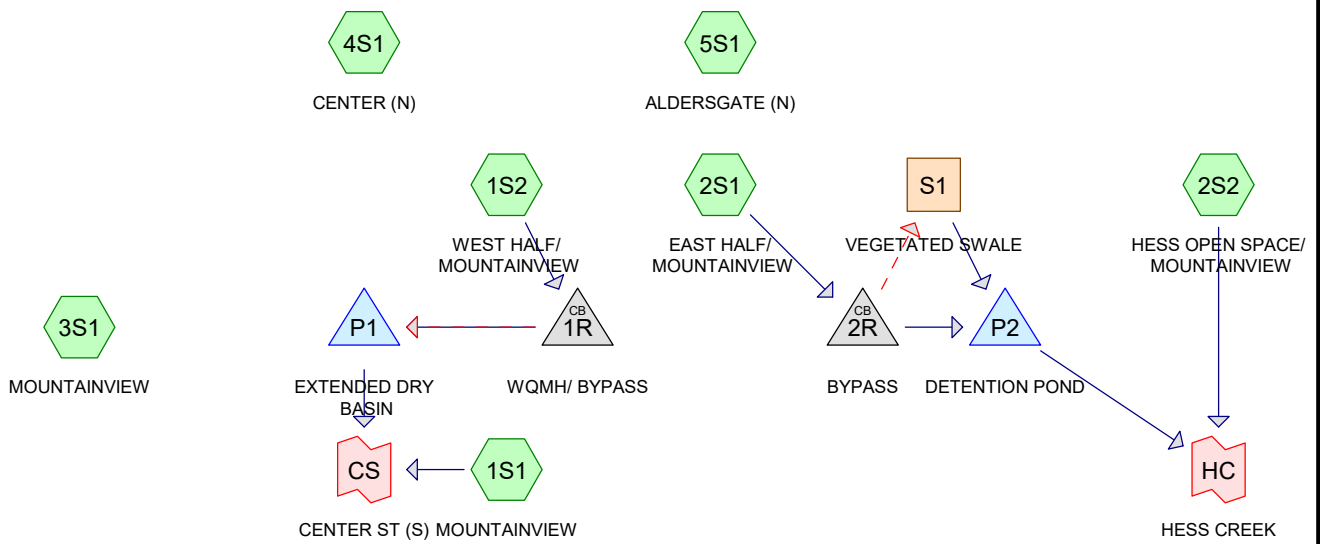 4S1
5S1
CENTER (N)
ALDERSGATE (N)
1S2
2S1
S1
2S2
WEST HALF/
MOUNTAINVIEW
EAST HALF/
MOUNTAINVIEW
VEGETATED SWALE
HESS OPEN SPACE/
MOUNTAINVIEW
3S1
P1
CB
1R
CB
2R
P2
MOUNTAINVIEW
EXTENDED DRY
BASIN
WQMH/ BYPASS
BYPASS
DETENTION POND
CS
1S1
HC
CENTER ST (S)
MOUNTAINVIEW
HESS CREEK